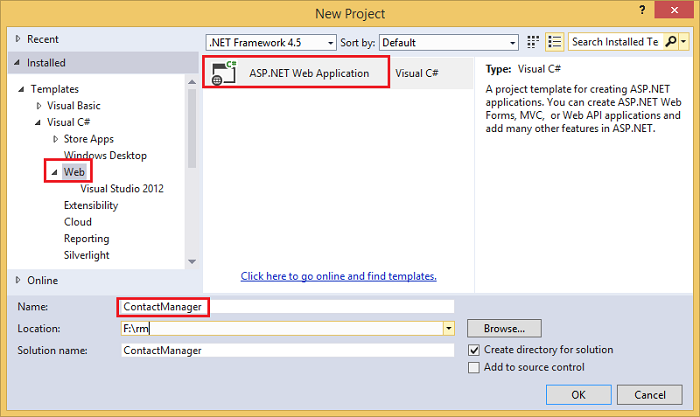 New Project
? ×
Recent
Installed
Templates
Visual Basic
Visual C#
Store Apps
Windows Desktop
Web
Visual Studio 2012
Extensibility
Cloud
Reporting
Silverlight
Online
.NET Framework 4.5
Sort by: Default
Search Installed Te
C#
ASP.NET Web Application Visual C#
Click here to go online and find templates.
Type: Visual C#
A project template for creating ASP.NET
applications. You can create ASP.NET Web
Forms, MVC, or Web API applications and
add many other features in ASP.NET.
Name: ContactManager
Location: F:\rm
Browse...
Solution name: ContactManager
Create directory for solution
Add to source control
OK Cancel